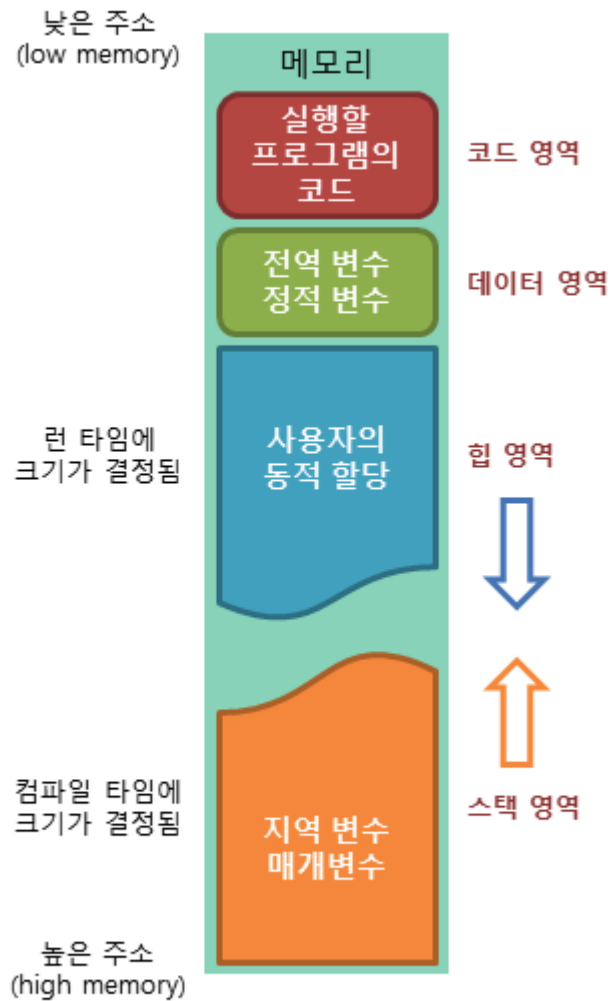 낮은 주소
(low memory)
메모리
실행할
프로그램의
코드
코드 영역
전역 변수
정적 변수
데이터 영역
런 타임에
크기가 결정됨
사용자의
동적 할당
힙 영역
컴파일 타임에
크기가 결정됨
지역 변수
매개변수
스택 영역
높은 주소
(high memory)